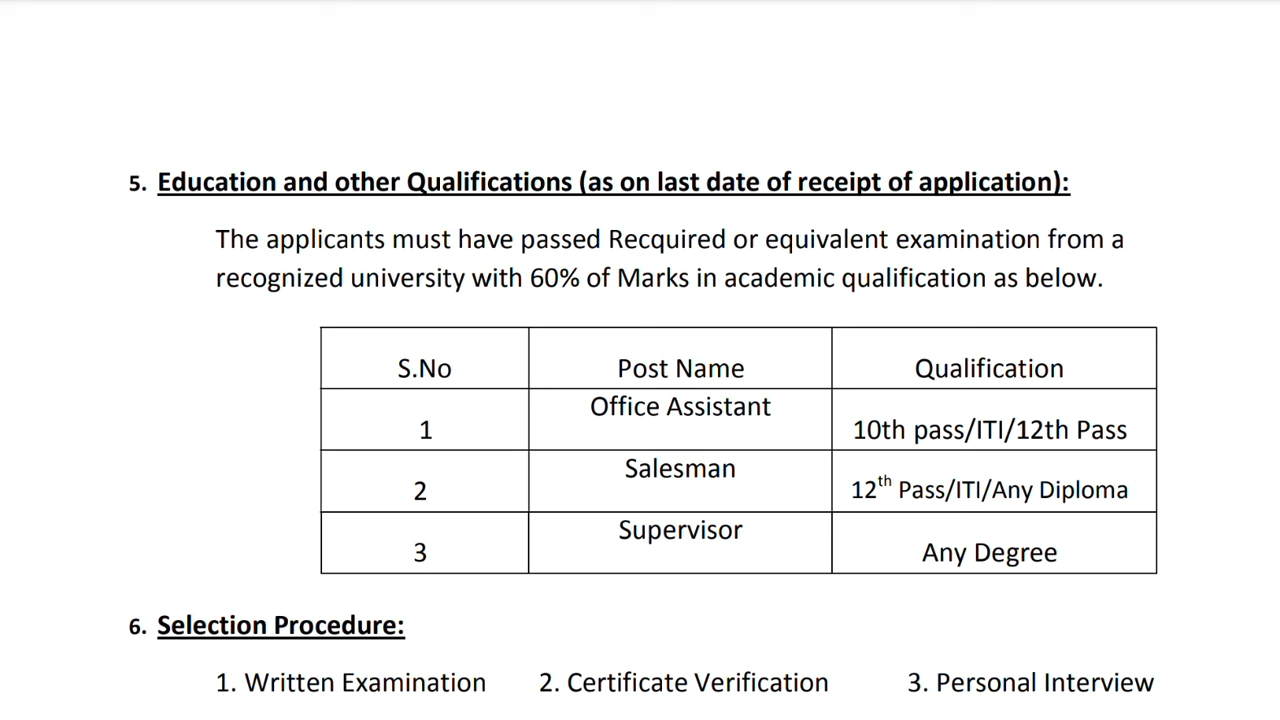 5. Education and other Qualifications (as on last date of receipt of application):
The applicants must have passed Recquired or equivalent examination from a
recognized university with 60% of Marks in academic qualification as below.
S.No Post Name Qualification
1 Office Assistant 10th pass/ITI/12th Pass
2 Salesman 12th Pass/ITI/Any Diploma
3 Supervisor Any Degree
6. Selection Procedure:
1. Written Examination 2. Certificate Verification 3. Personal Interview